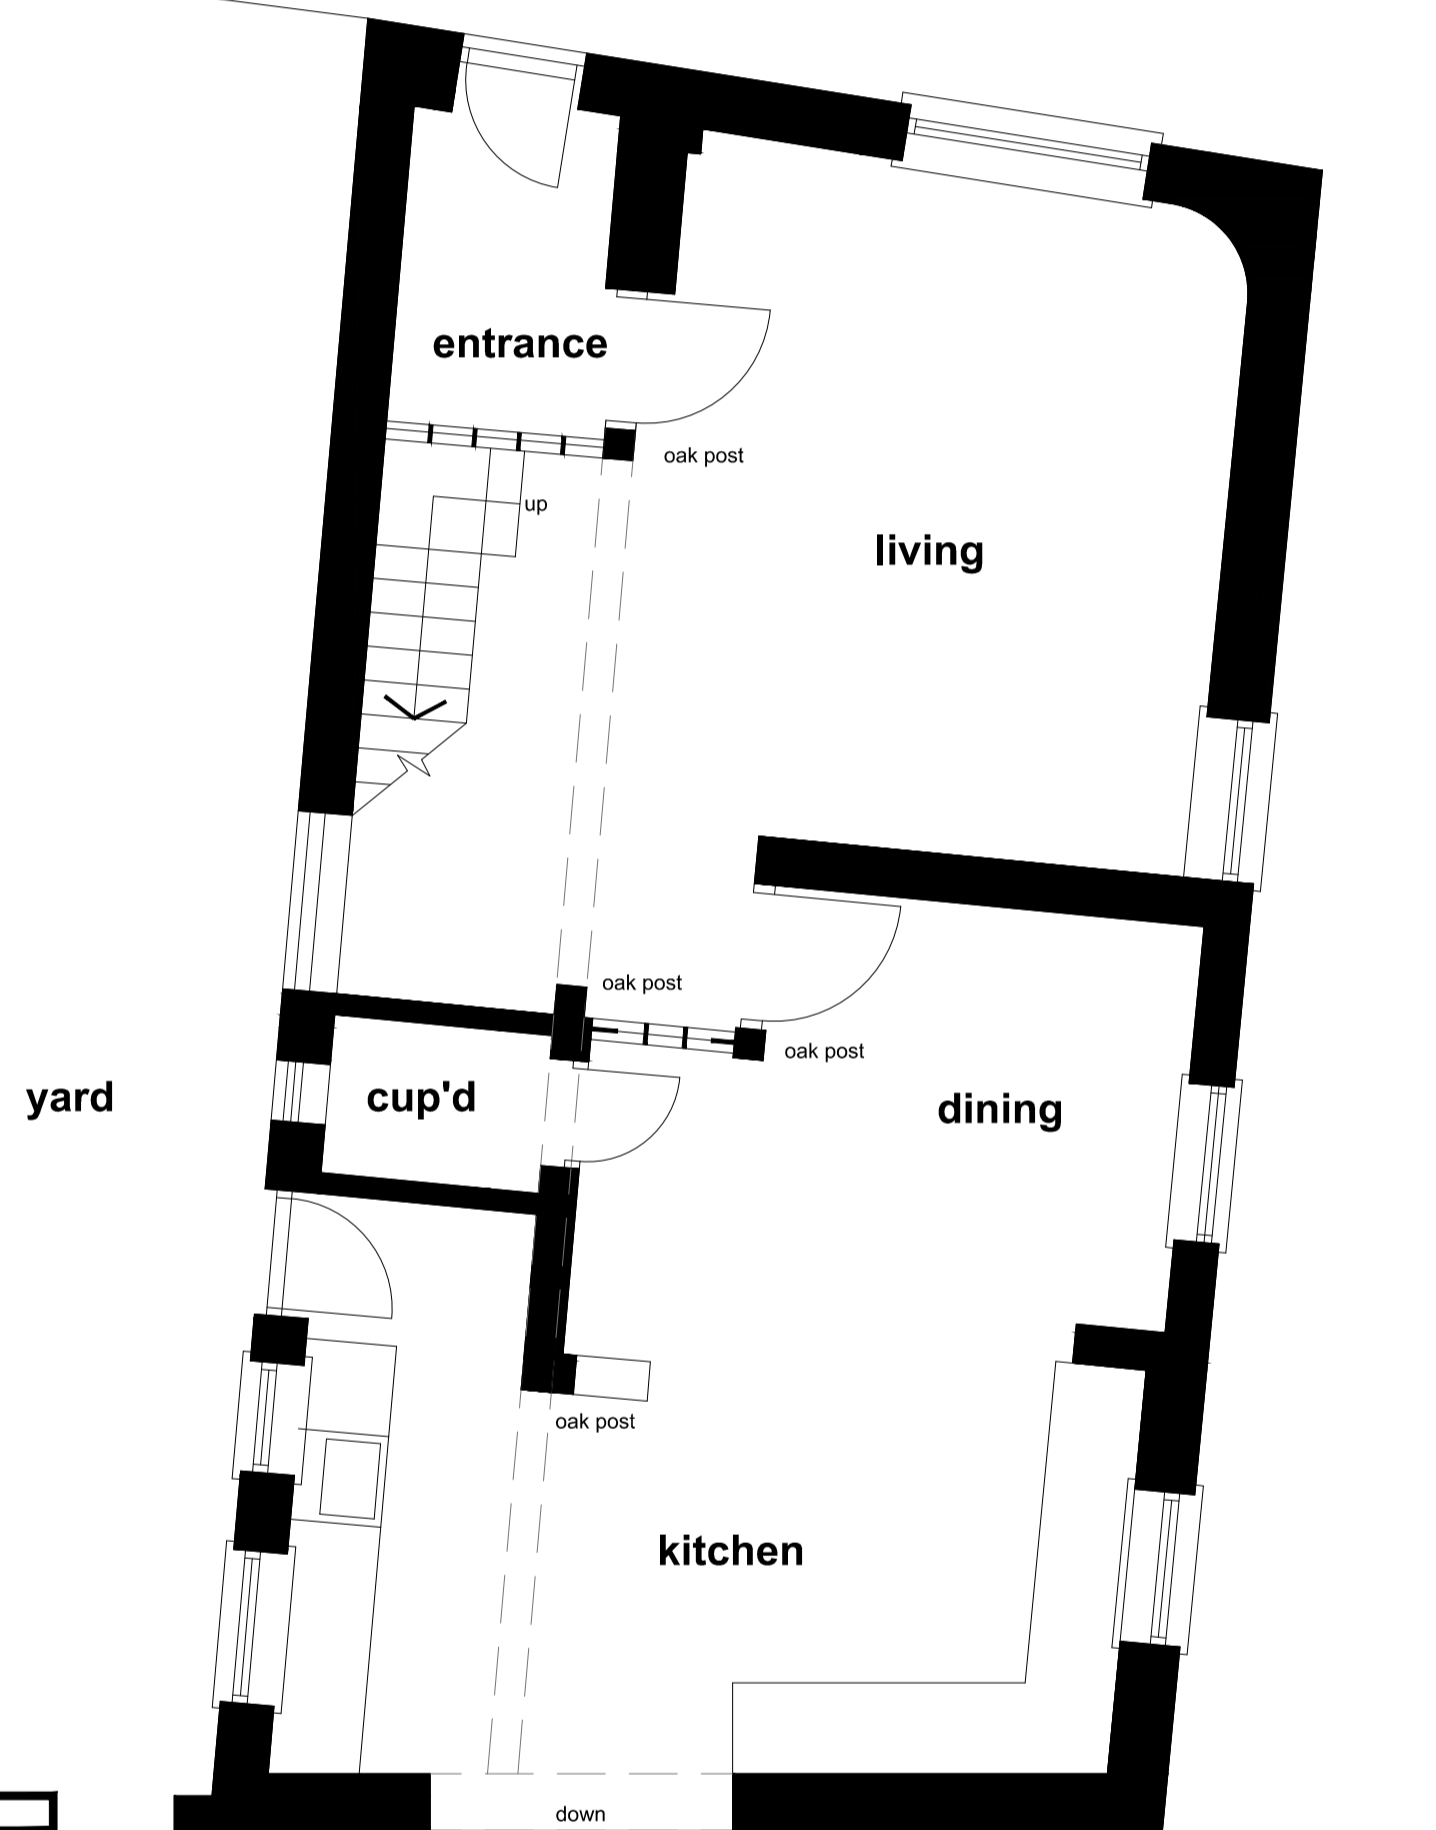 entrance
oak post
up
living
oak post
oak post
yard
cup'd
dining
oak post
kitchen
down